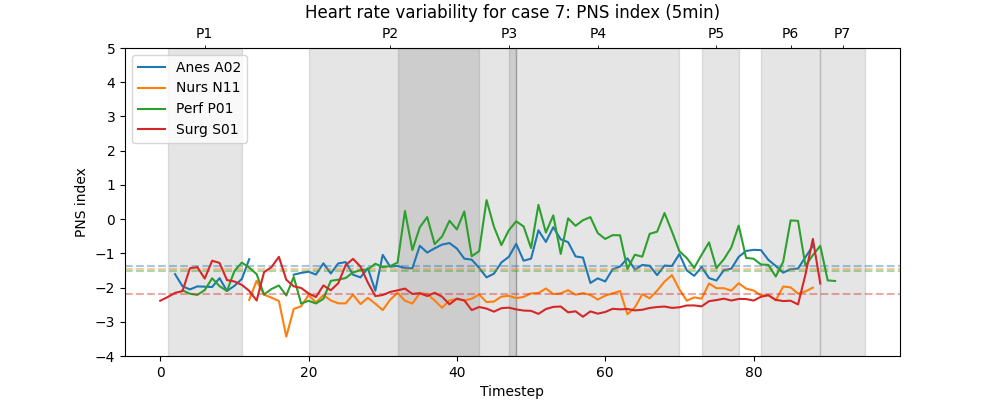 Heart rate variability for case 7: PNS index (5min)
P1 P2 P3 P4 P5 P6 P7
Anes A02
Nurs N11
Perf P01
Surg S01
PNS index
5
4
3
2
1
0
−1
−2
−3
−4
0 20 40 60 80
Timestep